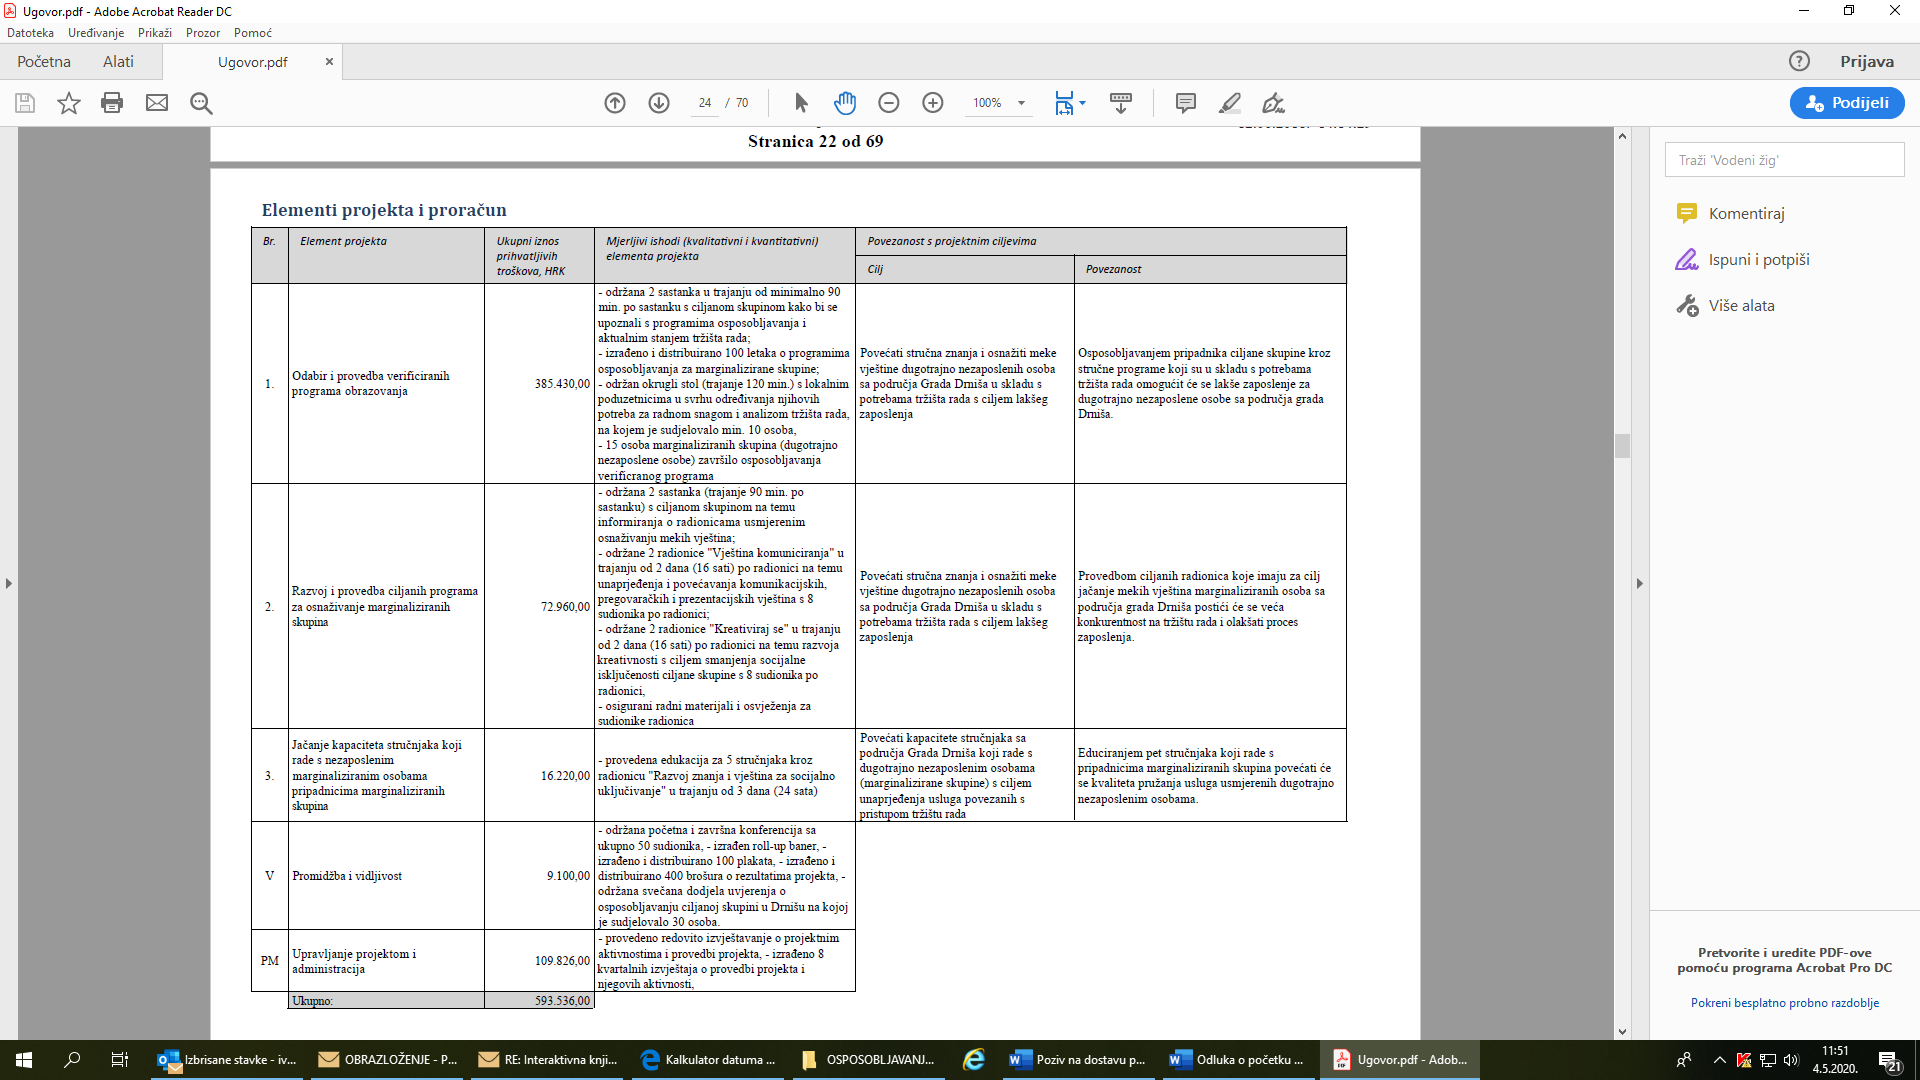 Ugovor.pdf - Adobe Acrobat Reader DC
Datoteka Uređivanje Prikaži Prozor Pomoć
Početna Alati Ugovor.pdf × Prijava
24 / 70 100% Podijeli
Stranica 22 od 69
Elementi projekta i proračun
Br. Element projekta Ukupni iznos prihvatljivih troškova, HRK Mjerljivi ishodi (kvalitativni i kvantitativni) elementa projekta Povezanost s projektnim ciljevima
Cilj Povezanost
1.
Odabir i provedba verificiranih
programa obrazovanja
385.430,00
- održana 2 sastanka u trajanju od minimalno 90
min. po sastanku s ciljanom skupinom kako bi se
upoznali s programima osposobljavanja i
aktualnim stanjem tržišta rada;
- izrađeno i distribuirano 100 letaka o programima
osposobljavanja za marginalizirane skupine;
- održan okrugli stol (trajanje 120 min.) s lokalnim
poduzetnicima u svrhu određivanja njihovih
potreba za radnom snagom i analizom tržišta rada,
na kojem je sudjelovalo min. 10 osoba,
- 15 osoba marginaliziranih skupina (dugotrajno
nezaposlene osobe) završilo osposobljavanja
verificranog programa
Povećati stručna znanja i osnažiti meke
vještine dugotrajno nezaposlenih osoba
sa područja Grada Drniša u skladu s
potrebama tržišta rada s ciljem lakšeg
zaposlenja
Osposobljavanjem pripadnika ciljane skupine kroz
stručne programe koji su u skladu s potrebama
tržišta rada omogućit će se lakše zaposlenje za
dugotrajno nezaposlene osobe sa područja grada
Drniša.
2.
Razvoj i provedba ciljanih programa
za osnaživanje marginaliziranih
skupina
72.960,00
- održana 2 sastanka (trajanje 90 min. po
sastanku) s ciljanom skupinom na temu
informiranja o radionicama usmjerenim
osnaživanju mekih vještina;
- održane 2 radionice "Vještina komuniciranja" u
trajanju od 2 dana (16 sati) po radionici na temu
unaprjeđenja i povećavanja komunikacijskih,
pregovaračkih i prezentacijskih vještina s 8
sudionika po radionici;
- održane 2 radionice "Kreativiraj se" u trajanju
od 2 dana (16 sati) po radionici na temu razvoja
kreativnosti s ciljem smanjenja socijalne
isključenosti ciljane skupine s 8 sudionika po
radionici,
- osigurani radni materijali i osvježenja za
sudionike radionica
Povećati stručna znanja i osnažiti meke
vještine dugotrajno nezaposlenih osoba
sa područja Grada Drniša u skladu s
potrebama tržišta rada s ciljem lakšeg
zaposlenja
Provedbom ciljanih radionica koje imaju za cilj
jačanje mekih vještina marginaliziranih osoba sa
područja grada Drniša postići će se veća
konkurentnost na tržištu rada i olakšati proces
zaposlenja.
3.
Jačanje kapaciteta stručnjaka koji
rade s nezaposlenim
marginaliziranim osobama
pripadnicima marginaliziranih
skupina
16.220,00
- provedena edukacija za 5 stručnjaka kroz
radionicu "Razvoj znanja i vještina za socijalno
uključivanje" u trajanju od 3 dana (24 sata)
Povećati kapacitete stručnjaka sa
područja Grada Drniša koji rade s
dugotrajno nezaposlenim osobama
(marginalizirane skupine) s ciljem
unaprjeđenja usluga povezanih s
pristupom tržištu rada
Educiranjem pet stručnjaka koji rade s
pripadnicima marginaliziranih skupina povećati će
se kvaliteta pružanja usluga usmjerenih dugotrajno
nezaposlenim osobama.
V
Promidžba i vidljivost
9.100,00
- održana početna i završna konferencija sa
ukupno 50 sudionika, - izrađen roll-up baner, -
izrađeno i distribuirano 100 plakata, - izrađeno i
distribuirano 400 brošura o rezultatima projekta, -
održana svečana dodjela uvjerenja o
osposobljavanju ciljanoj skupini u Drnišu na kojoj
je sudjelovalo 30 osoba.
PM
Upravljanje projektom i
administracija
109.826,00
- provedeno redovito izvještavanje o projektnim
aktivnostima i provedbi projekta, - izrađeno 8
kvartalnih izvještaja o provedbi projekta i
njegovih aktivnosti,
Ukupno: 593.536,00
Traži 'Vodeni žig'
Komentiraj
Ispuni i potpiši
Više alata
Pretvorite i uredite PDF-ove
pomoću programa Acrobat Pro DC
Pokreni besplatno probno razdoblje
Izbrisane stavke - iv... OBRAZLOŽENJE - P... RE: Interaktivna knji... Kalkulator datuma ... OSPOSOBLJAVANJ... Poziv na dostavu p... Odluka o početku ... Ugovor.pdf - Adob...
11:51
4.5.2020.
21